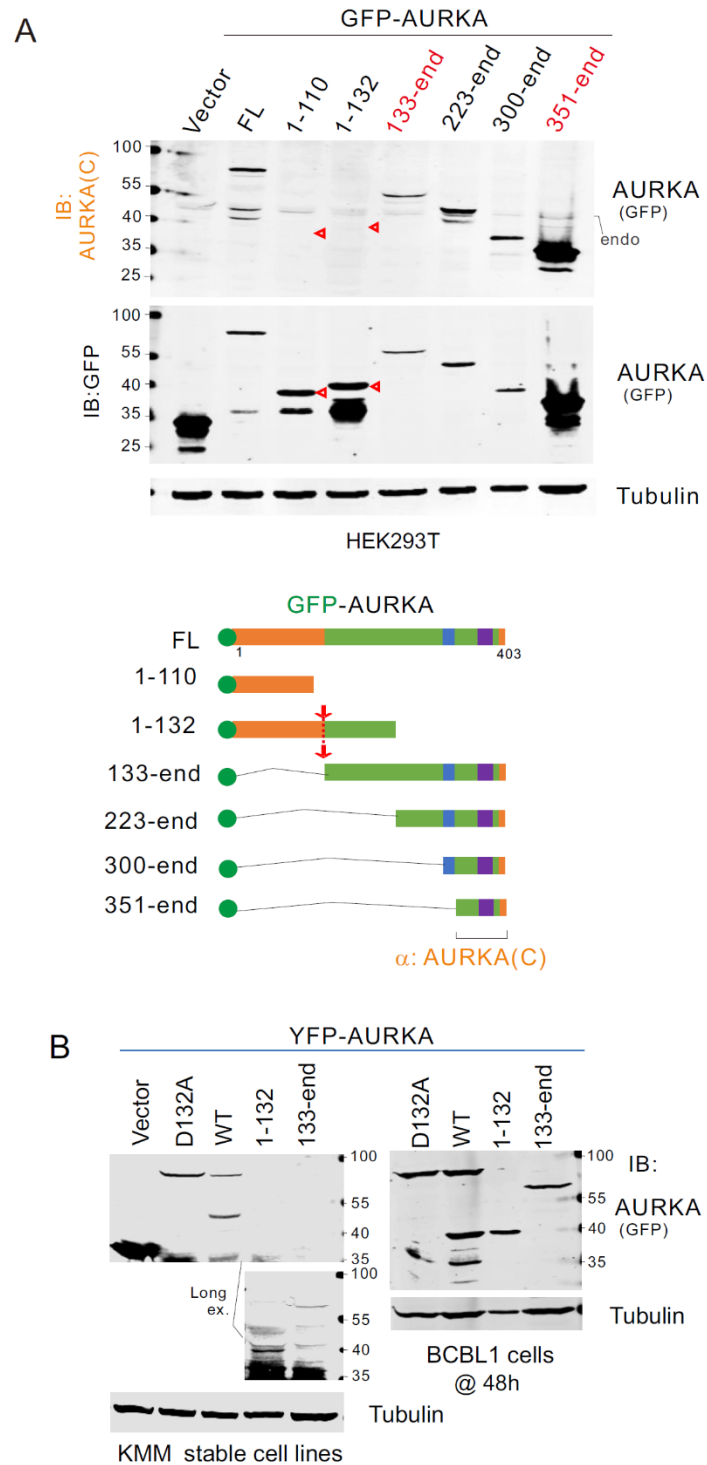 A
GFP-AURKA
Vector FL 1-110 1-132 133-end 223-end 300-end 351-end
IB:
AURKA(C)
100
55
40
35
25
AURKA
(GFP)
endo
IB:GFP
100
55
40
35
25
AURKA
(GFP)
Tubulin
HEK293T
GFP-AURKA
FL
1 403
1-110
1-132
133-end
223-end
300-end
351-end
α: AURKA(C)
B
YFP-AURKA
Vector D132A WT 1-132 133-end
100
55
40
35
Long
ex.
100
55
40
35
Tubulin
KMM stable cell lines
D132A WT 1-132 133-end
100
55
40
35
IB:
AURKA
(GFP)
Tubulin
BCBL1 cells
@ 48h